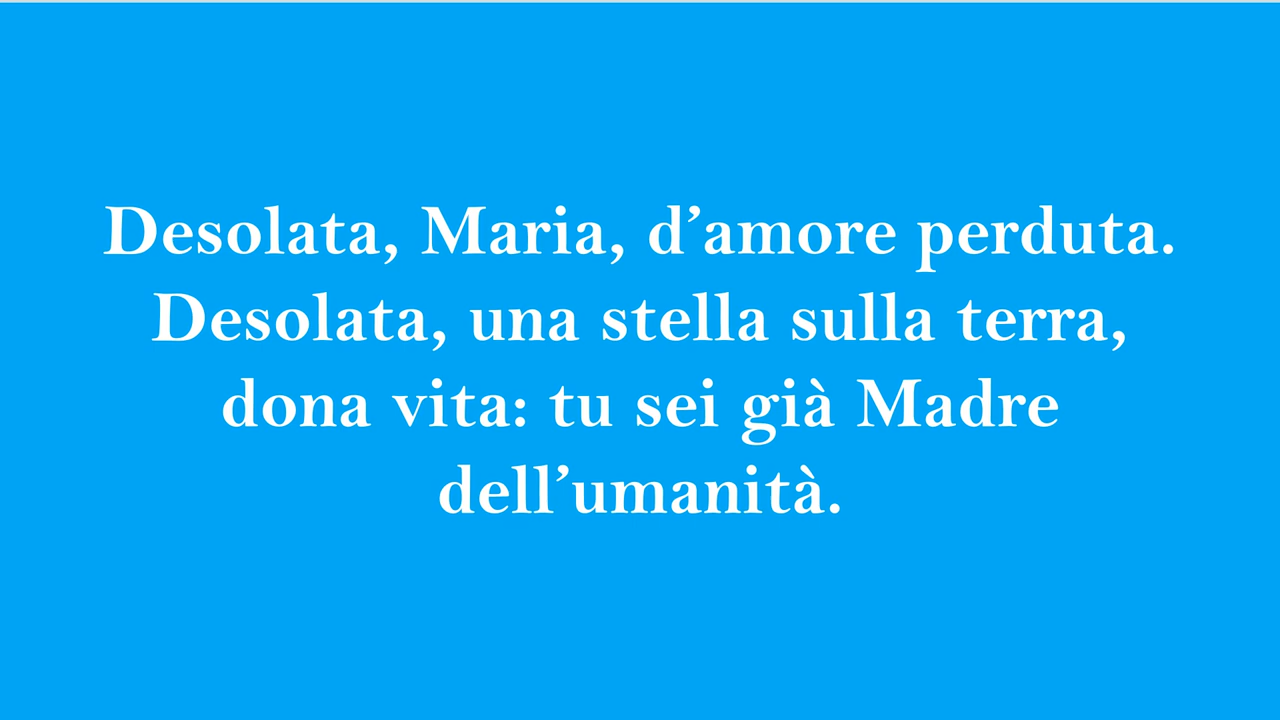 Desolata, Maria, d’amore perduta.
Desolata, una stella sulla terra,
dona vita: tu sei già Madre
dell’umanità.